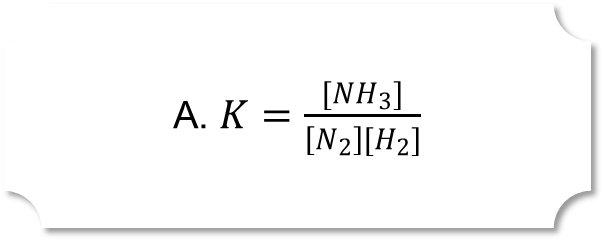 A. K = [NH₃] / [N₂][H₂]